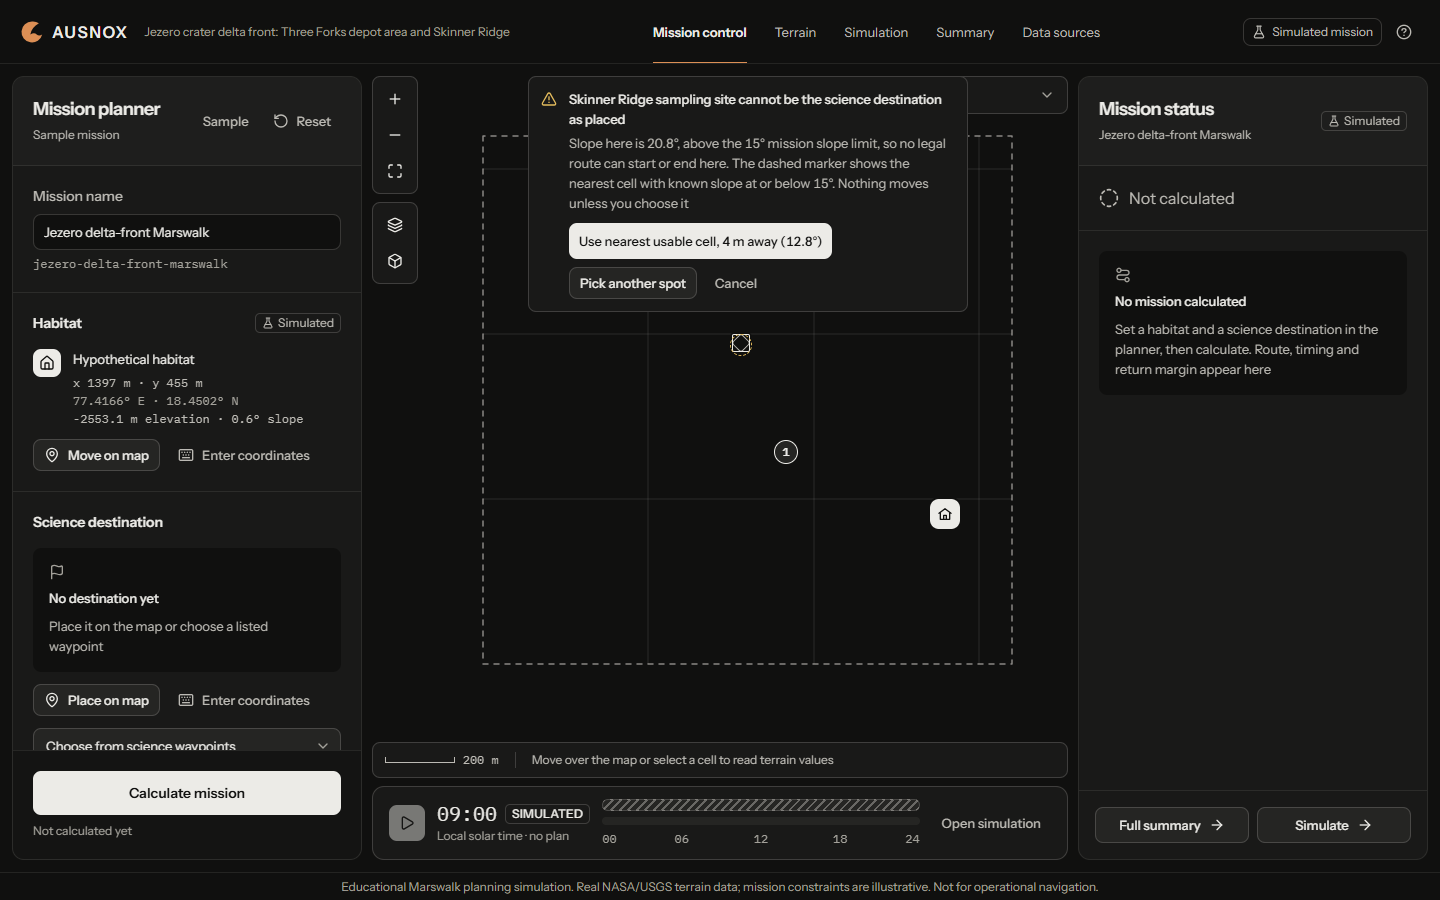 AUSNOX
Jezero crater delta front: Three Forks depot area and Skinner Ridge
Mission control
Terrain
Simulation
Summary
Data sources
Simulated mission
Mission planner
Sample mission
Sample
Reset
Mission name
Jezero delta-front Marswalk
jezero-delta-front-marswalk
Habitat
Simulated
Hypothetical habitat
x 1397 m · y 455 m
77.4166° E · 18.4502° N
-2553.1 m elevation · 0.6° slope
Move on map
Enter coordinates
Science destination
No destination yet
Place it on the map or choose a listed
waypoint
Place on map
Enter coordinates
Choose from science waypoints
Calculate mission
Not calculated yet
Skinner Ridge sampling site cannot be the science destination
as placed
Slope here is 20.8°, above the 15° mission slope limit, so no legal
route can start or end here. The dashed marker shows the
nearest cell with known slope at or below 15°. Nothing moves
unless you choose it
Use nearest usable cell, 4 m away (12.8°)
Pick another spot
Cancel
1
200 m
Move over the map or select a cell to read terrain values
09:00
SIMULATED
Local solar time · no plan
00
06
12
18
24
Open simulation
Mission status
Jezero delta-front Marswalk
Simulated
Not calculated
No mission calculated
Set a habitat and a science destination in the
planner, then calculate. Route, timing and
return margin appear here
Full summary
Simulate
Educational Marswalk planning simulation. Real NASA/USGS terrain data; mission constraints are illustrative. Not for operational navigation.